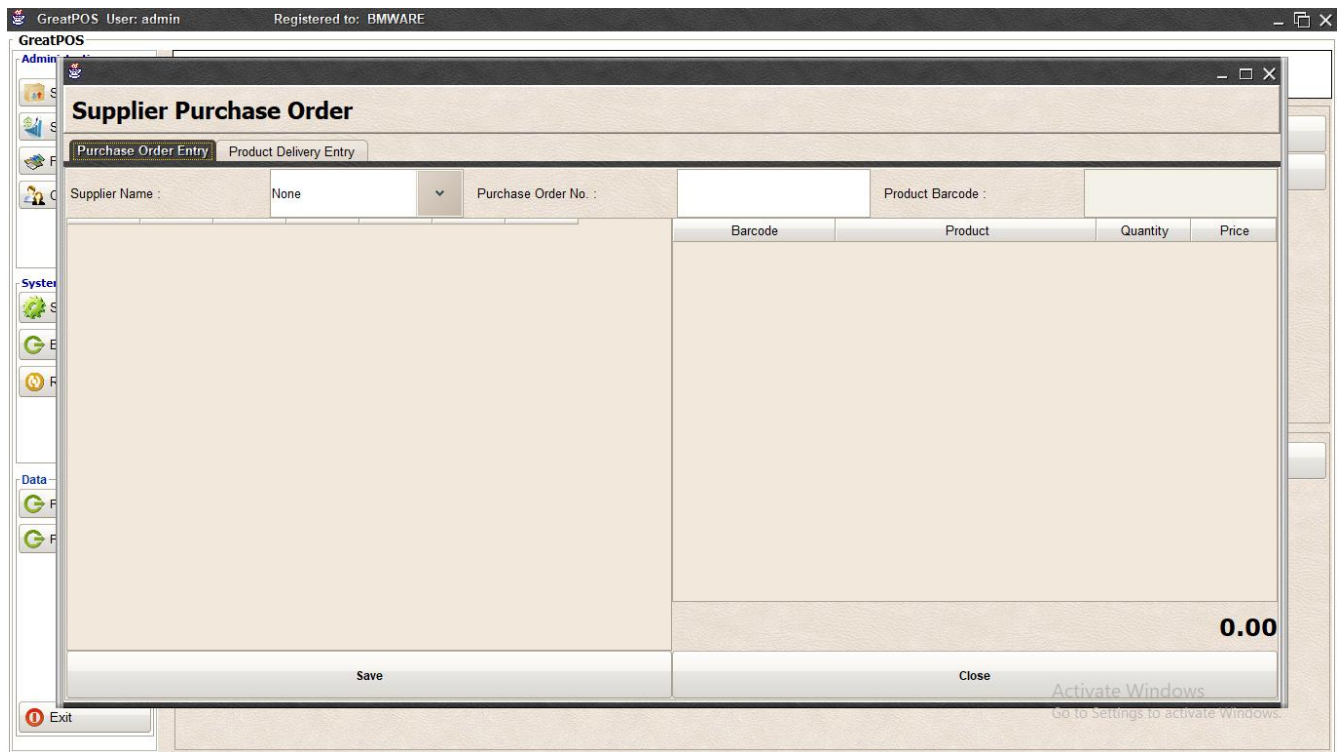 GreatPOS User: admin Registered to: BMWARE
GreatPOS
Supplier Purchase Order
Purchase Order Entry Product Delivery Entry
Supplier Name : None Purchase Order No. : Product Barcode :
Barcode Product Quantity Price
Data
0.00
Save Close
Exit
Activate Windows
Go to Settings to activate Windows.